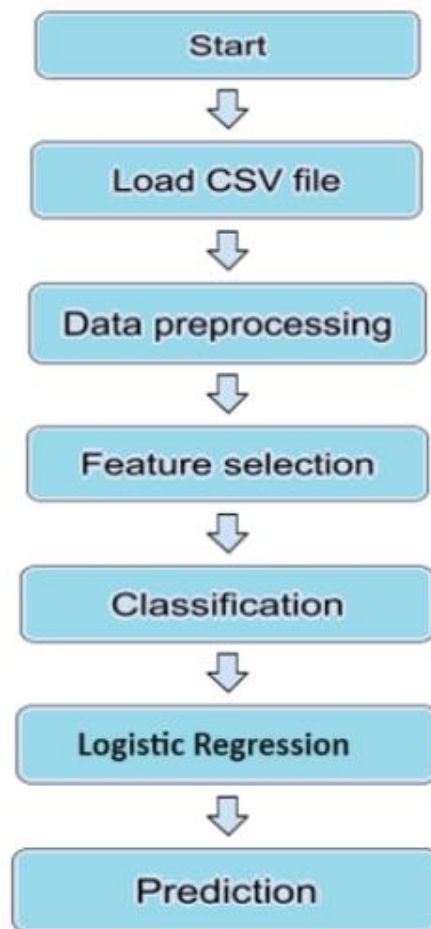 Start
Load CSV file
Data preprocessing
Feature selection
Classification
Logistic Regression
Prediction